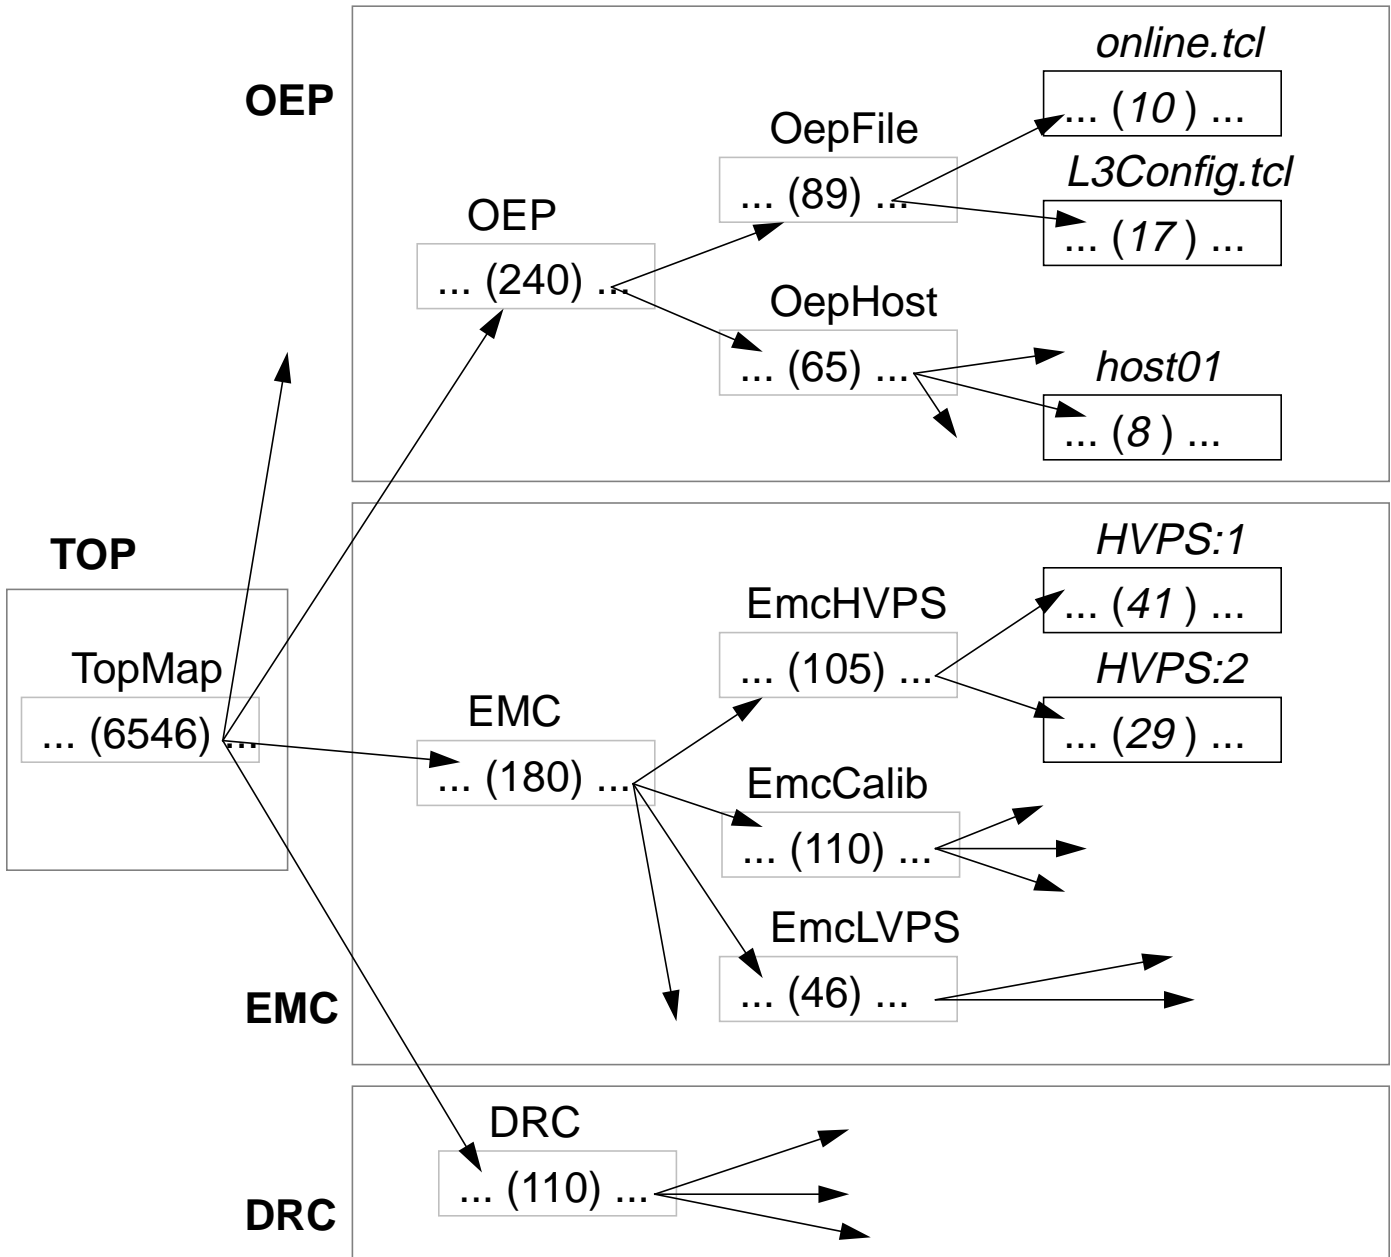 online.tcl
OEP
... (10 ) ...
OepFile
L3Config.tcl
... (89) ...
OEP
... (17 ) ...
... (240) ...
OepHost
... (65) ...
host01
... (8 ) ...
TOP
HVPS:1
EmcHVPS
... (41 ) ...
TopMap
... (105) ...
HVPS:2
... (6546) ...
EMC
... (29 ) ...
... (180) ...
EmcCalib
... (110) ...
EmcLVPS
... (46) ...
EMC
DRC
... (110) ...
DRC